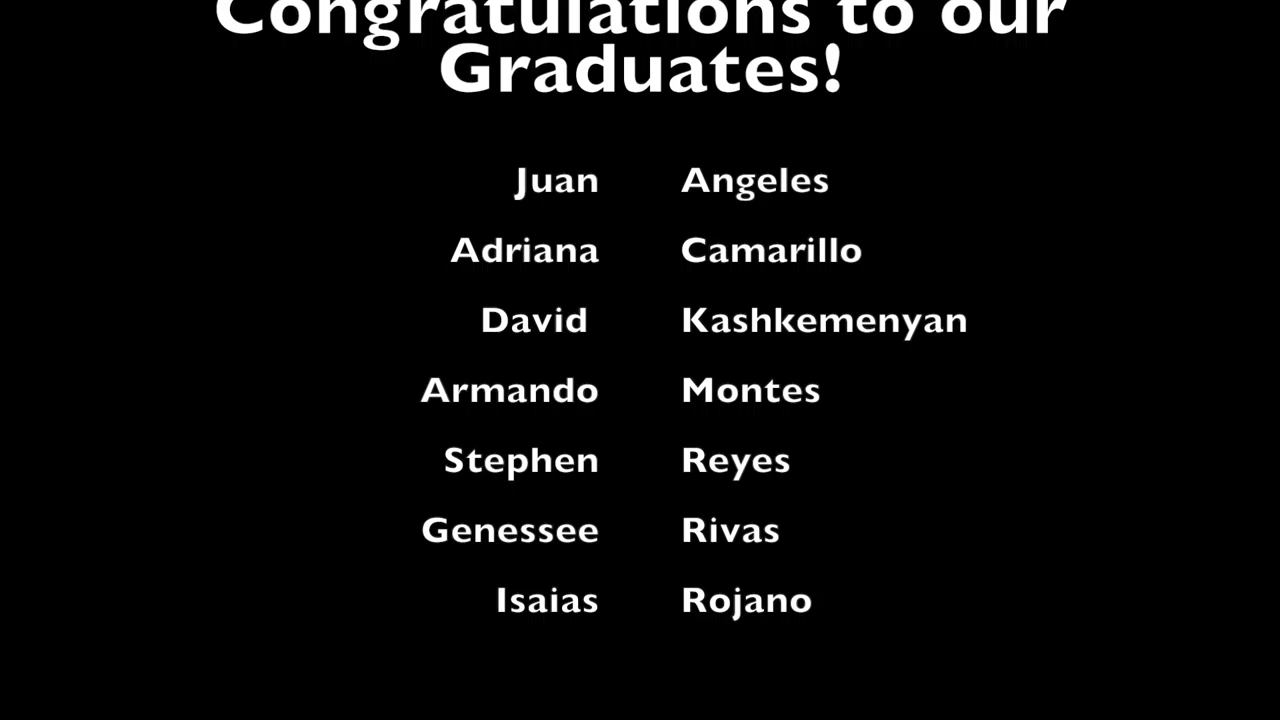 Congratulations to our
Graduates!
Juan Angeles
Adriana Camarillo
David Kashkemenyan
Armando Montes
Stephen Reyes
Genessee Rivas
Isaias Rojano